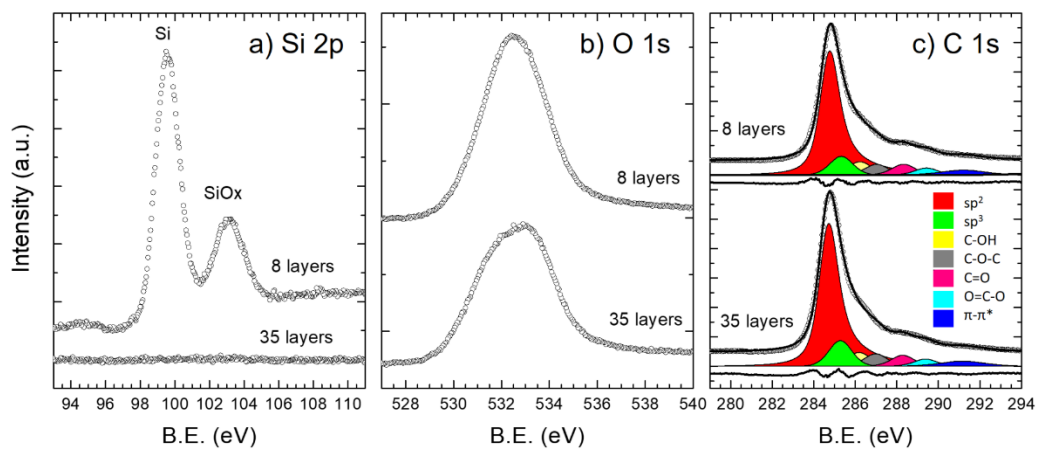 a) Si 2p
Si
SiOx
8 layers
35 layers
Intensity (a.u.)
94 96 98 100 102 104 106 108 110
B.E. (eV)
b) O 1s
8 layers
35 layers
528 530 532 534 536 538 540
B.E. (eV)
c) C 1s
8 layers
35 layers
sp²
sp³
C-OH
C-O-C
C=O
O=C-O
π-π*
280 282 284 286 288 290 292 294
B.E. (eV)